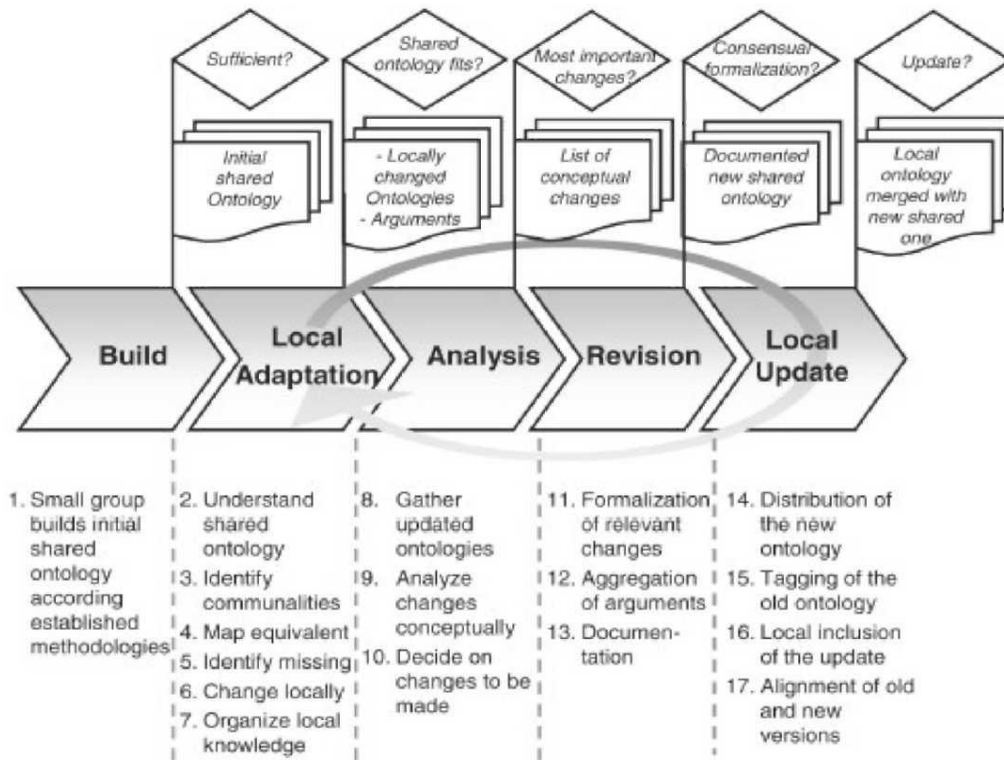 Sufficient?
Shared
ontology fits?
Most important
changes?
Consensual
formalization?
Update?
Initial
shared
Ontology
- Locally
changed
Ontologies
- Arguments
List of
conceptual
changes
Documented
new shared
ontology
Local
ontology
merged with
new shared
one
Build
Local
Adaptation
Analysis
Revision
Local
Update
1. Small group
builds initial
shared
ontology
according
established
methodologies
2. Understand
shared
ontology
3. Identify
communalities
4. Map equivalent
5. Identify missing
6. Change locally
7. Organize local
knowledge
8. Gather
updated
ontologies
9. Analyze
changes
conceptually
10. Decide on
changes to be
made
11. Formalization
of relevant
changes
12. Aggregation
of arguments
13. Documen-
tation
14. Distribution of
the new
ontology
15. Tagging of the
old ontology
16. Local inclusion
of the update
17. Alignment of old
and new
versions